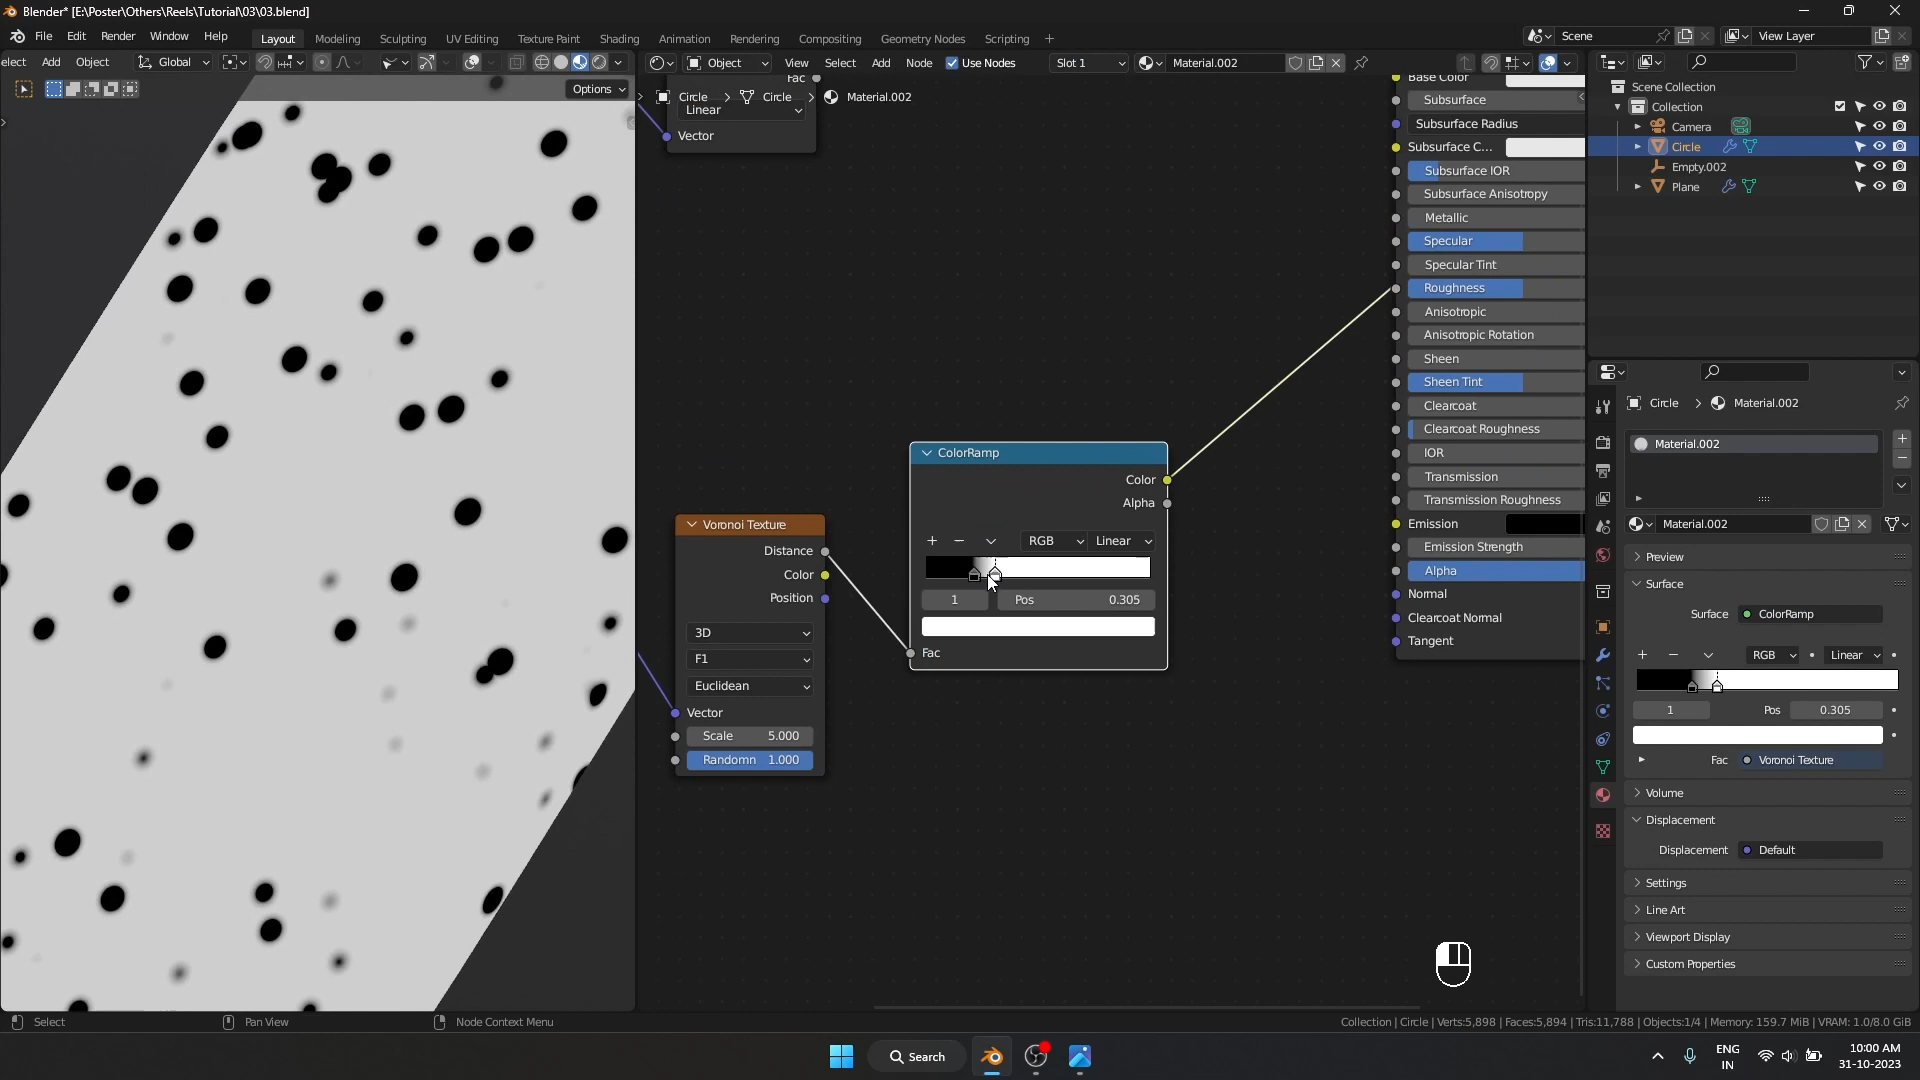 Blender* [E:\Poster\Others\Reels\Tutorial\03\03.blend]
File Edit Render Window Help Layout Modeling Sculpting UV Editing Texture Paint Shading Animation Rendering Compositing Geometry Nodes Scripting Scene View Layer
elect Add Object Global Object View Select Add Node Use Nodes Slot 1 Material.002
Options
Circle Circle Material.002
Fac
Linear
Vector
Base Color
Subsurface
Subsurface Radius
Subsurface C...
Subsurface IOR
Subsurface Anisotropy
Metallic
Specular
Specular Tint
Roughness
Anisotropic
Anisotropic Rotation
Sheen
Sheen Tint
Clearcoat
Clearcoat Roughness
IOR
Transmission
Transmission Roughness
Emission
Emission Strength
Alpha
Normal
Clearcoat Normal
Tangent
ColorRamp
Color
Alpha
RGB Linear
1 Pos 0.305
Fac
Voronoi Texture
Distance
Color
Position
3D
F1
Euclidean
Vector
Scale 5.000
Randomn 1.000
Scene Collection
Collection
Camera
Circle
Empty.002
Plane
Circle Material.002
Material.002
Material.002
Preview
Surface
Surface ColorRamp
RGB Linear
1 Pos 0.305
Fac Voronoi Texture
Volume
Displacement
Displacement Default
Settings
Line Art
Viewport Display
Custom Properties
Select Pan View Node Context Menu Collection | Circle | Verts:5,898 | Faces:5,894 | Tris:11,788 | Objects:1/4 | Memory: 159.7 MiB | VRAM: 1.0/8.0 GiB
Search
ENG
IN
10:00 AM
31-10-2023